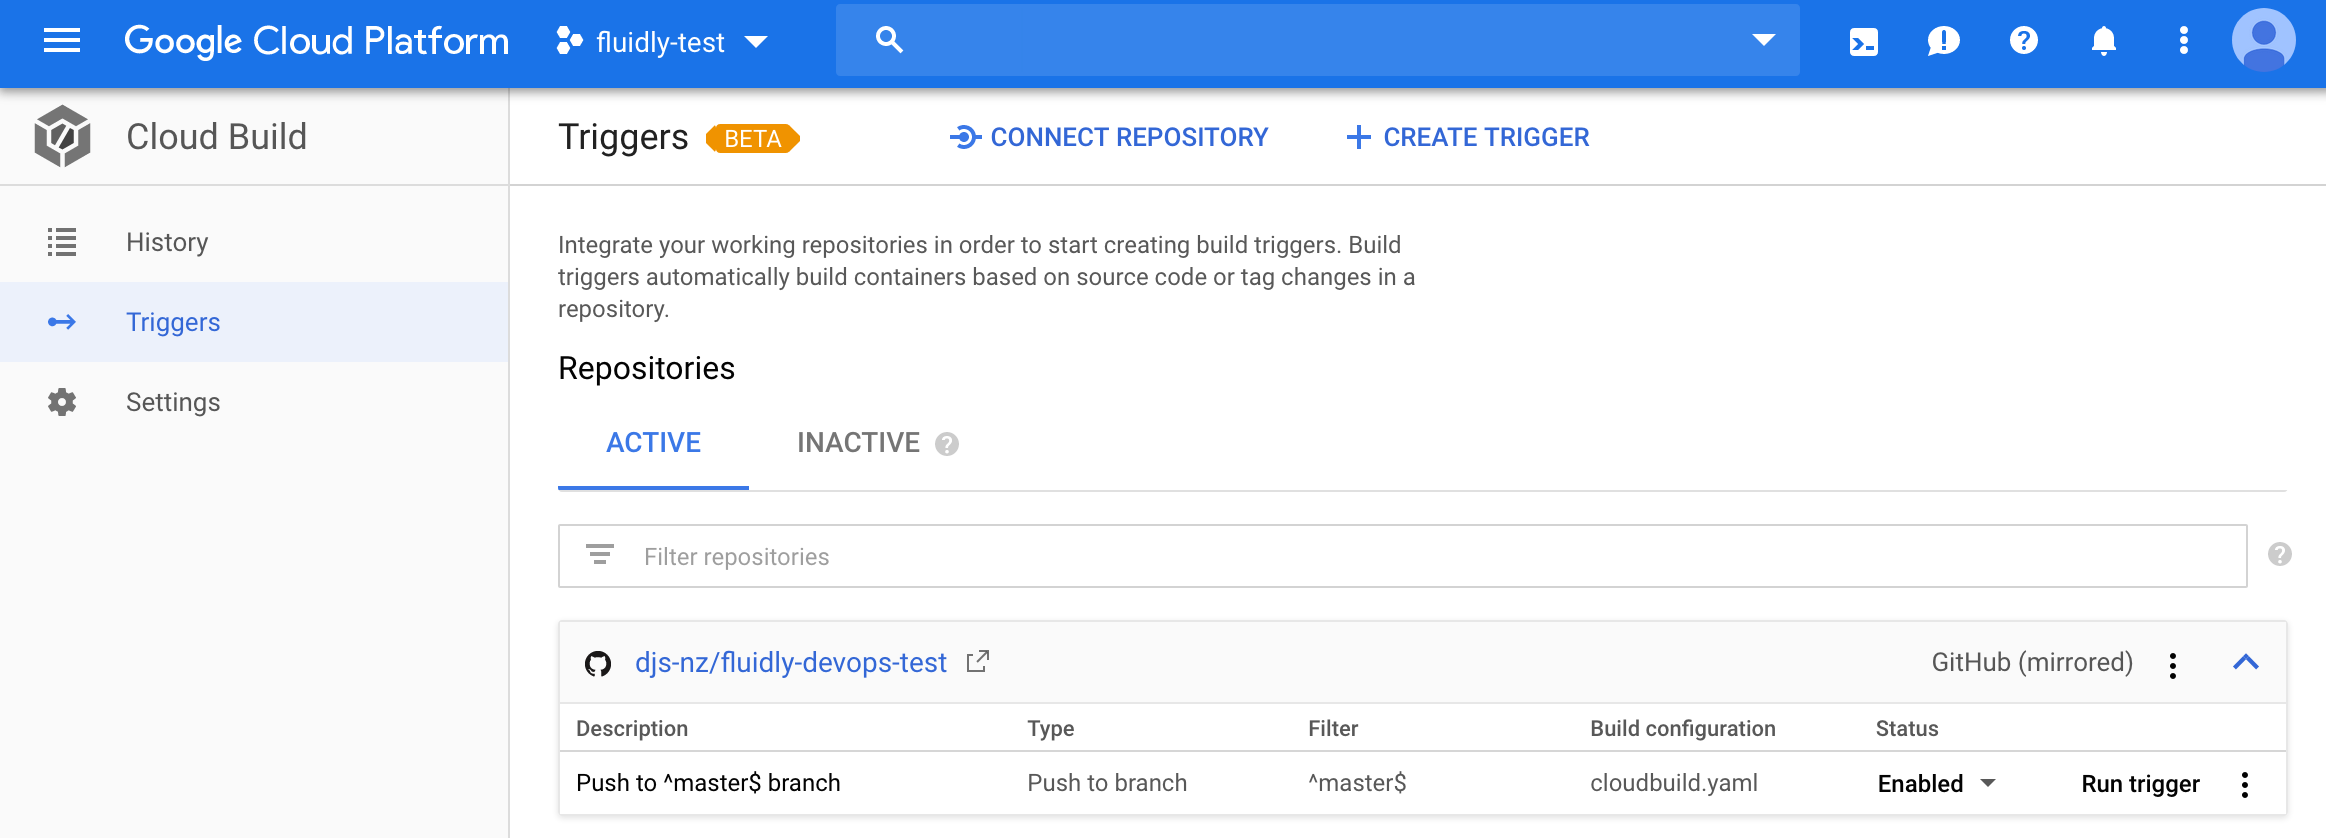 Google Cloud Platform fluidly-test
Cloud Build
Triggers BETA CONNECT REPOSITORY CREATE TRIGGER
History
Triggers
Settings
Integrate your working repositories in order to start creating build triggers. Build
triggers automatically build containers based on source code or tag changes in a
repository.
Repositories
ACTIVE INACTIVE
Filter repositories
djs-nz/fluidly-devops-test GitHub (mirrored)
Description Type Filter Build configuration Status
Push to ^master$ branch Push to branch ^master$ cloudbuild.yaml Enabled Run trigger